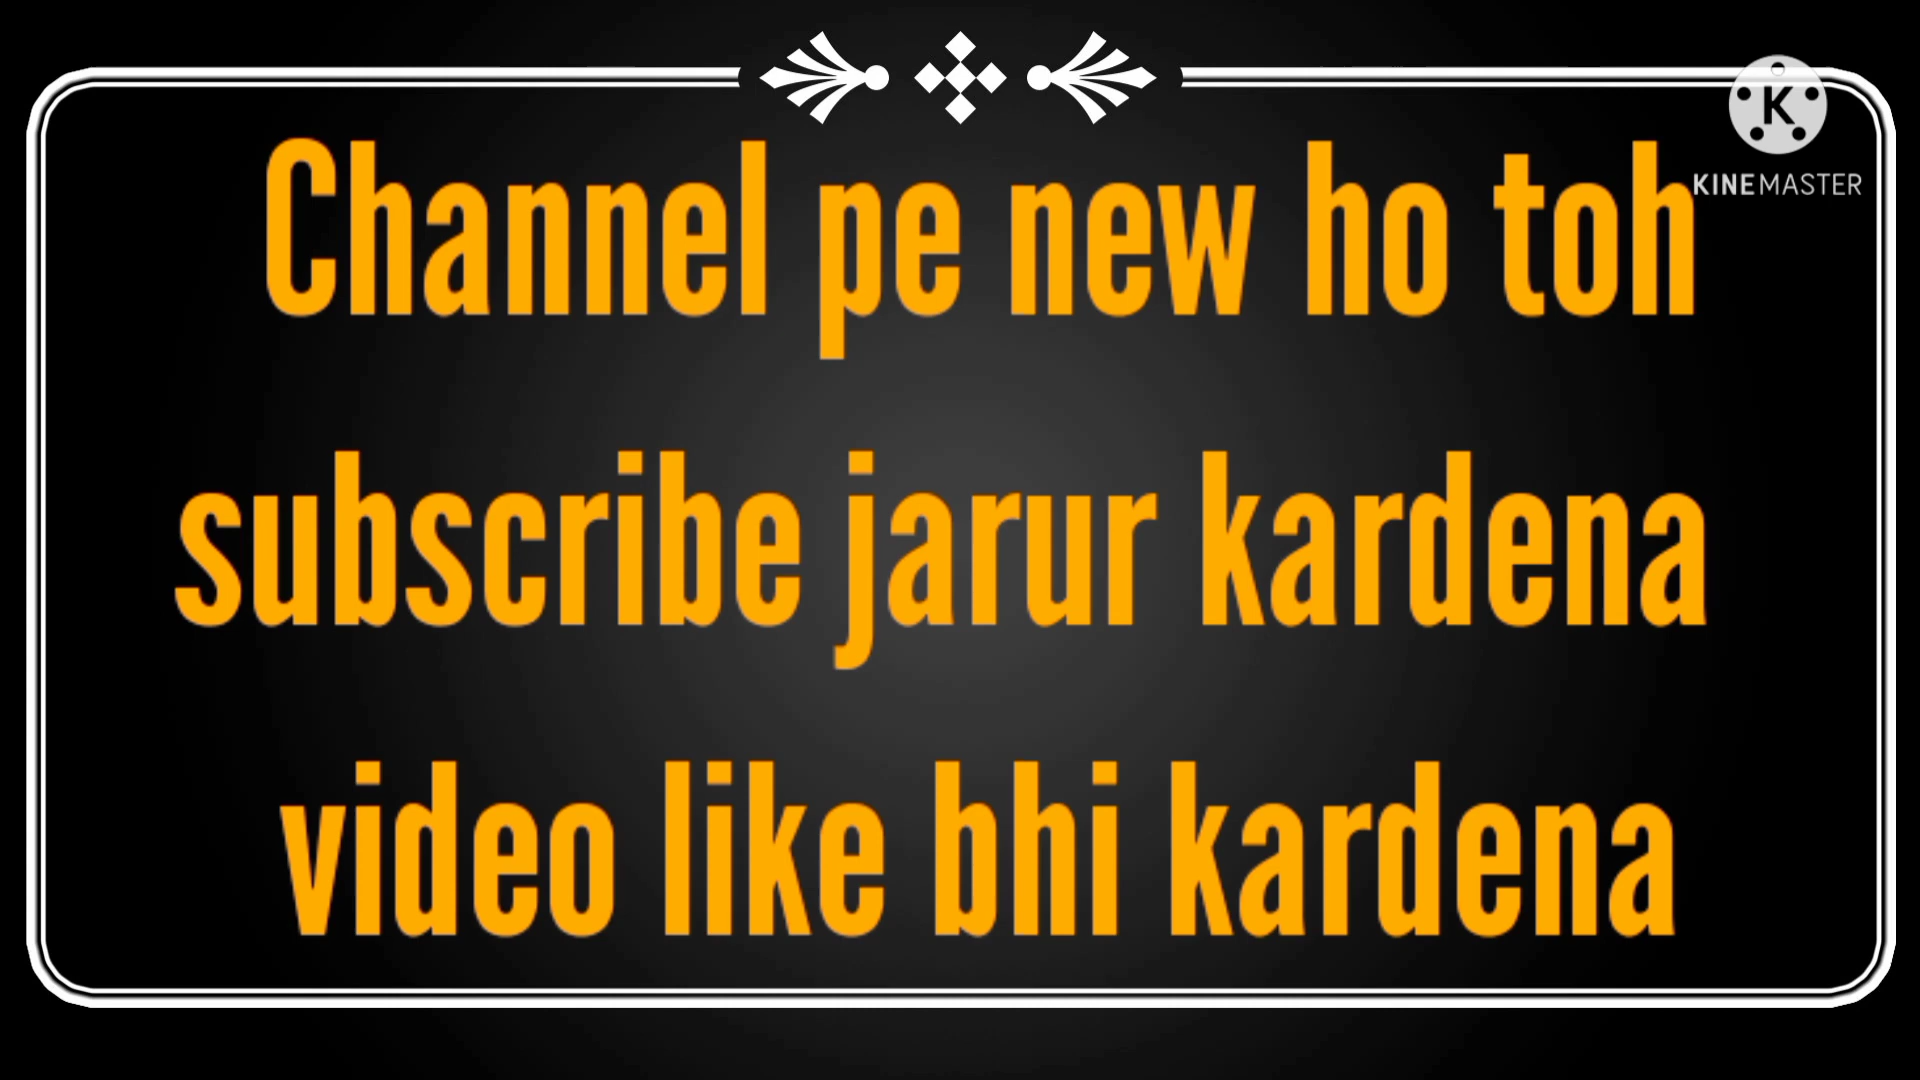 Channel pe new ho toh
K
KINEMASTER
subscribe jarur kardena
video like bhi kardena